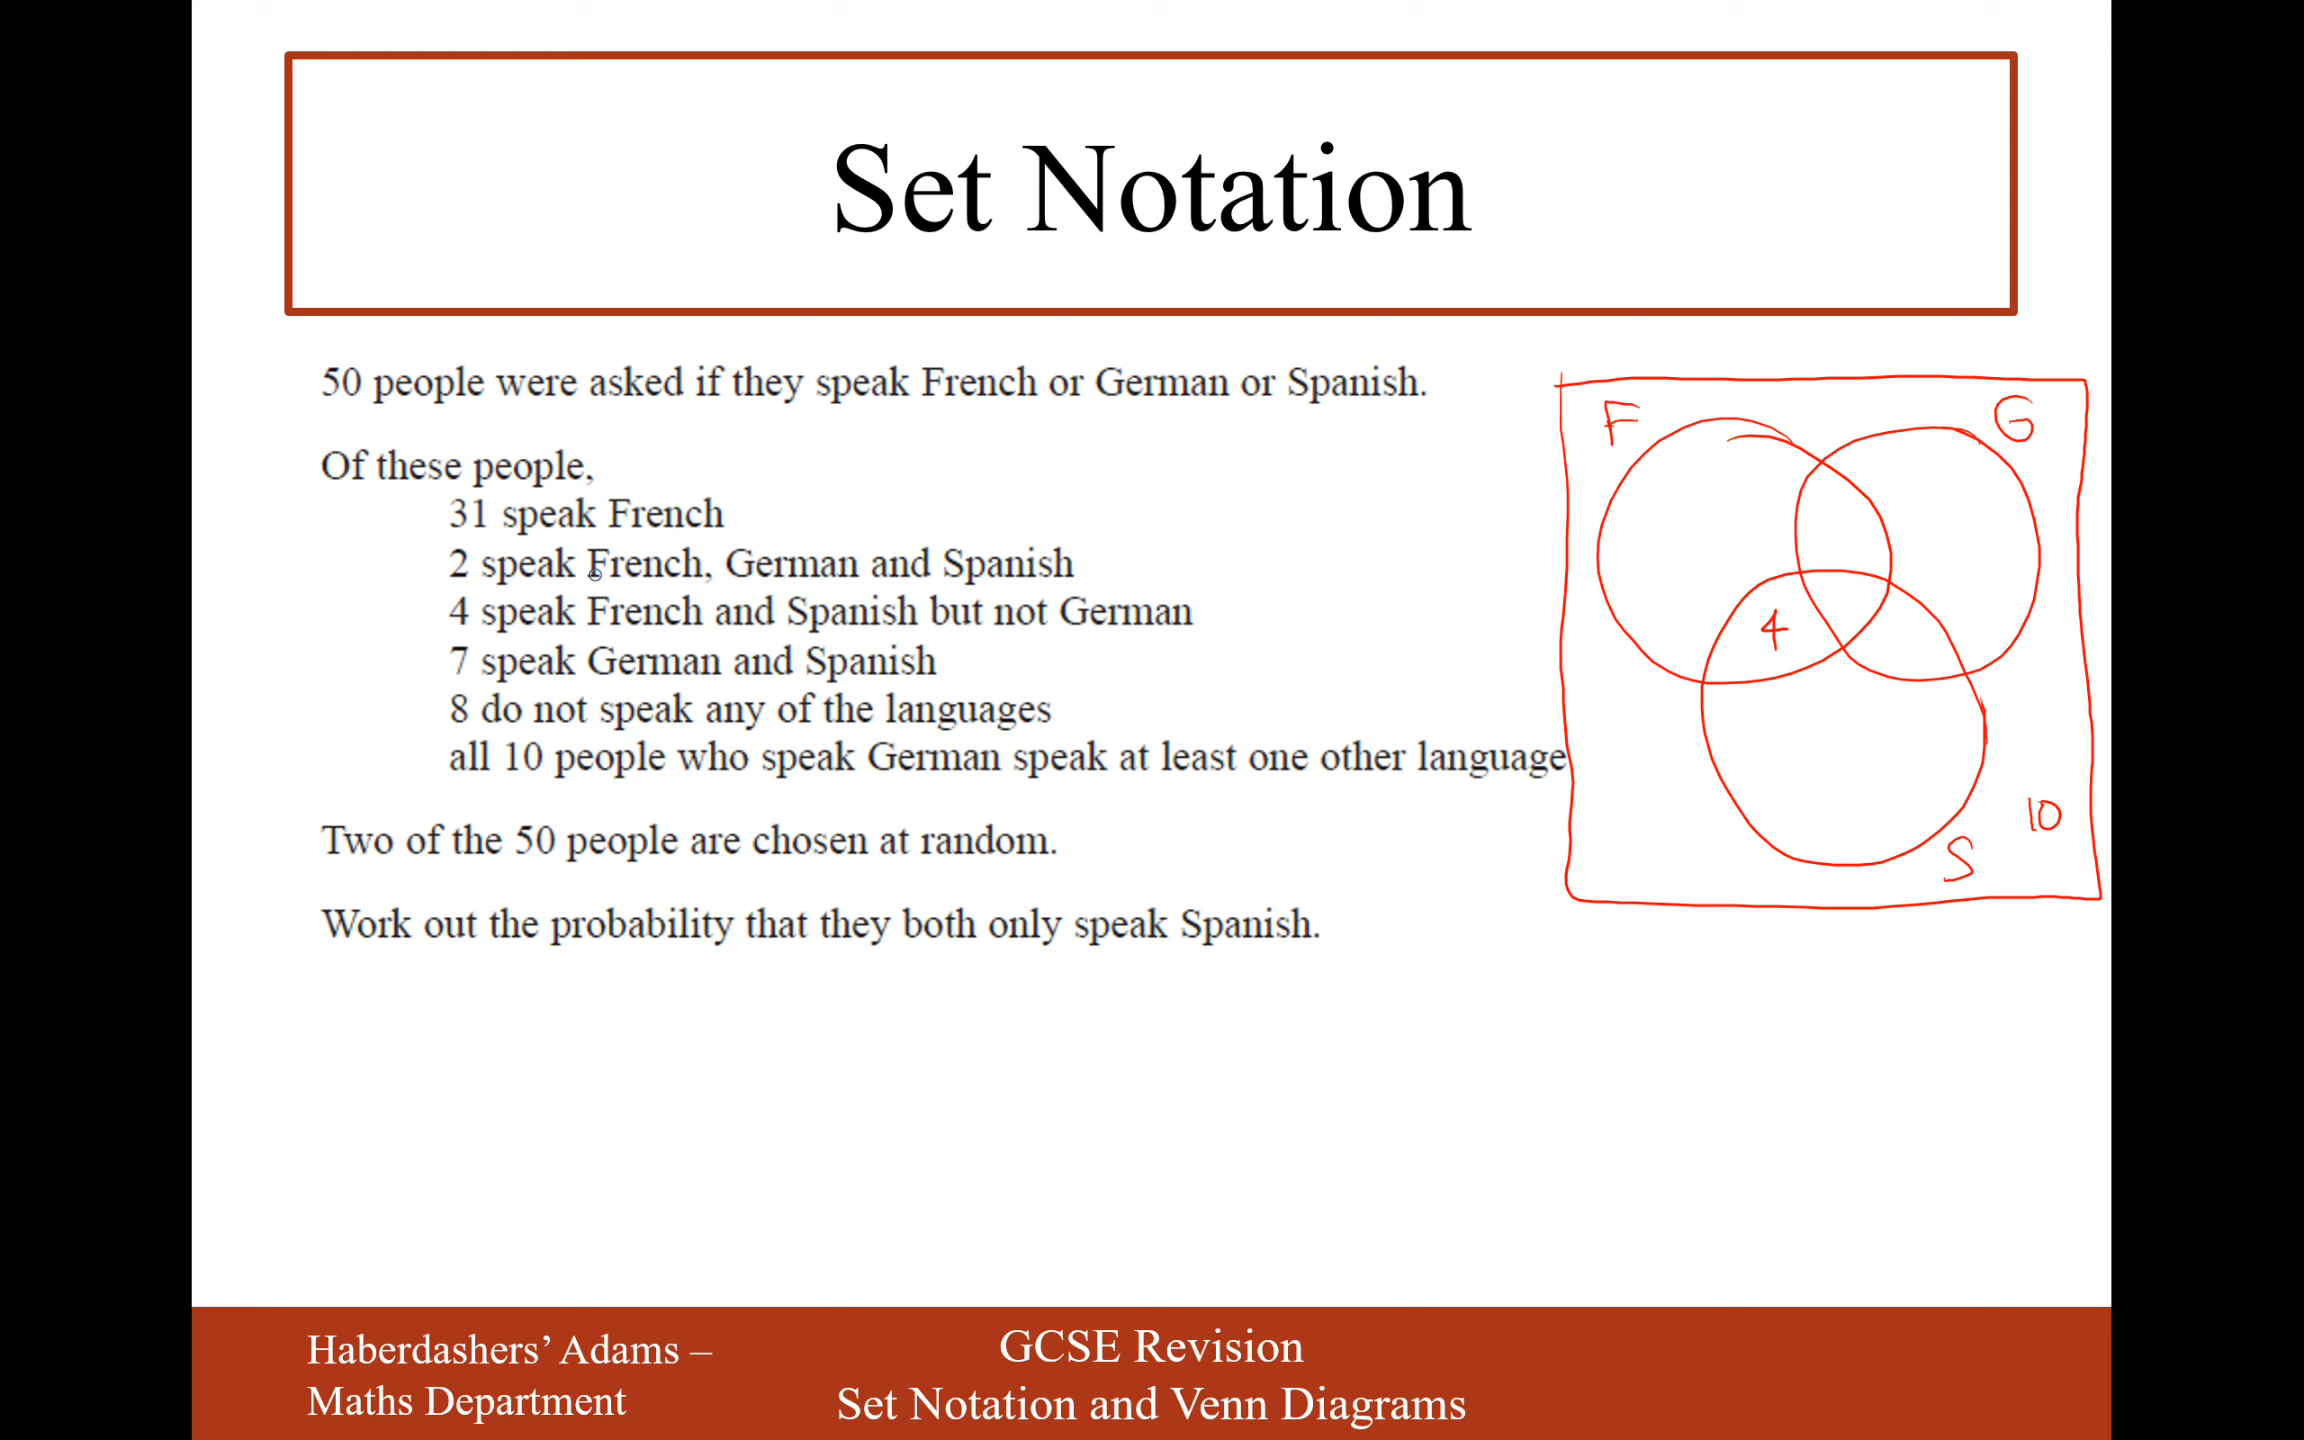 Set Notation
50 people were asked if they speak French or German or Spanish.
Of these people,
31 speak French
2 speak French, German and Spanish
4 speak French and Spanish but not German
7 speak German and Spanish
8 do not speak any of the languages
all 10 people who speak German speak at least one other language
Two of the 50 people are chosen at random.
Work out the probability that they both only speak Spanish.
F
G
4
10
S
Haberdashers’ Adams –
Maths Department
GCSE Revision
Set Notation and Venn Diagrams